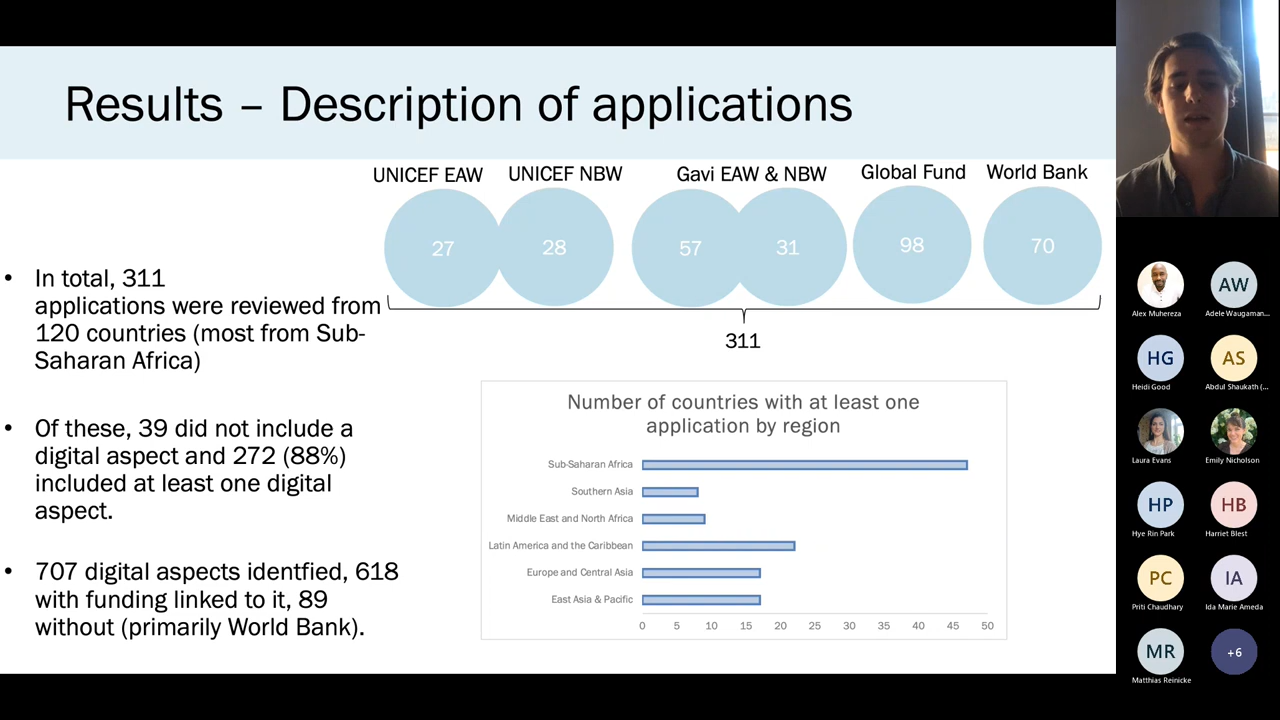 Results – Description of applications
UNICEF EAW
UNICEF NBW
Gavi EAW & NBW
Global Fund
World Bank
27
28
57
31
98
70
311
• In total, 311
applications were reviewed from
120 countries (most from Sub-
Saharan Africa)
• Of these, 39 did not include a
digital aspect and 272 (88%)
included at least one digital
aspect.
• 707 digital aspects identfied, 618
with funding linked to it, 89
without (primarily World Bank).
Number of countries with at least one
application by region
Sub-Saharan Africa
Southern Asia
Middle East and North Africa
Latin America and the Caribbean
Europe and Central Asia
East Asia & Pacific
0 5 10 15 20 25 30 35 40 45 50
Alex Muhereza
AW
Adele Waugaman...
HG
Heidi Good
AS
Abdul Shaukath (...
Laura Evans
Emily Nicholson
HP
Hye Rin Park
HB
Harriet Blest
PC
Priti Chaudhary
IA
Ida Marie Ameda
MR
Matthias Reinicke
+6